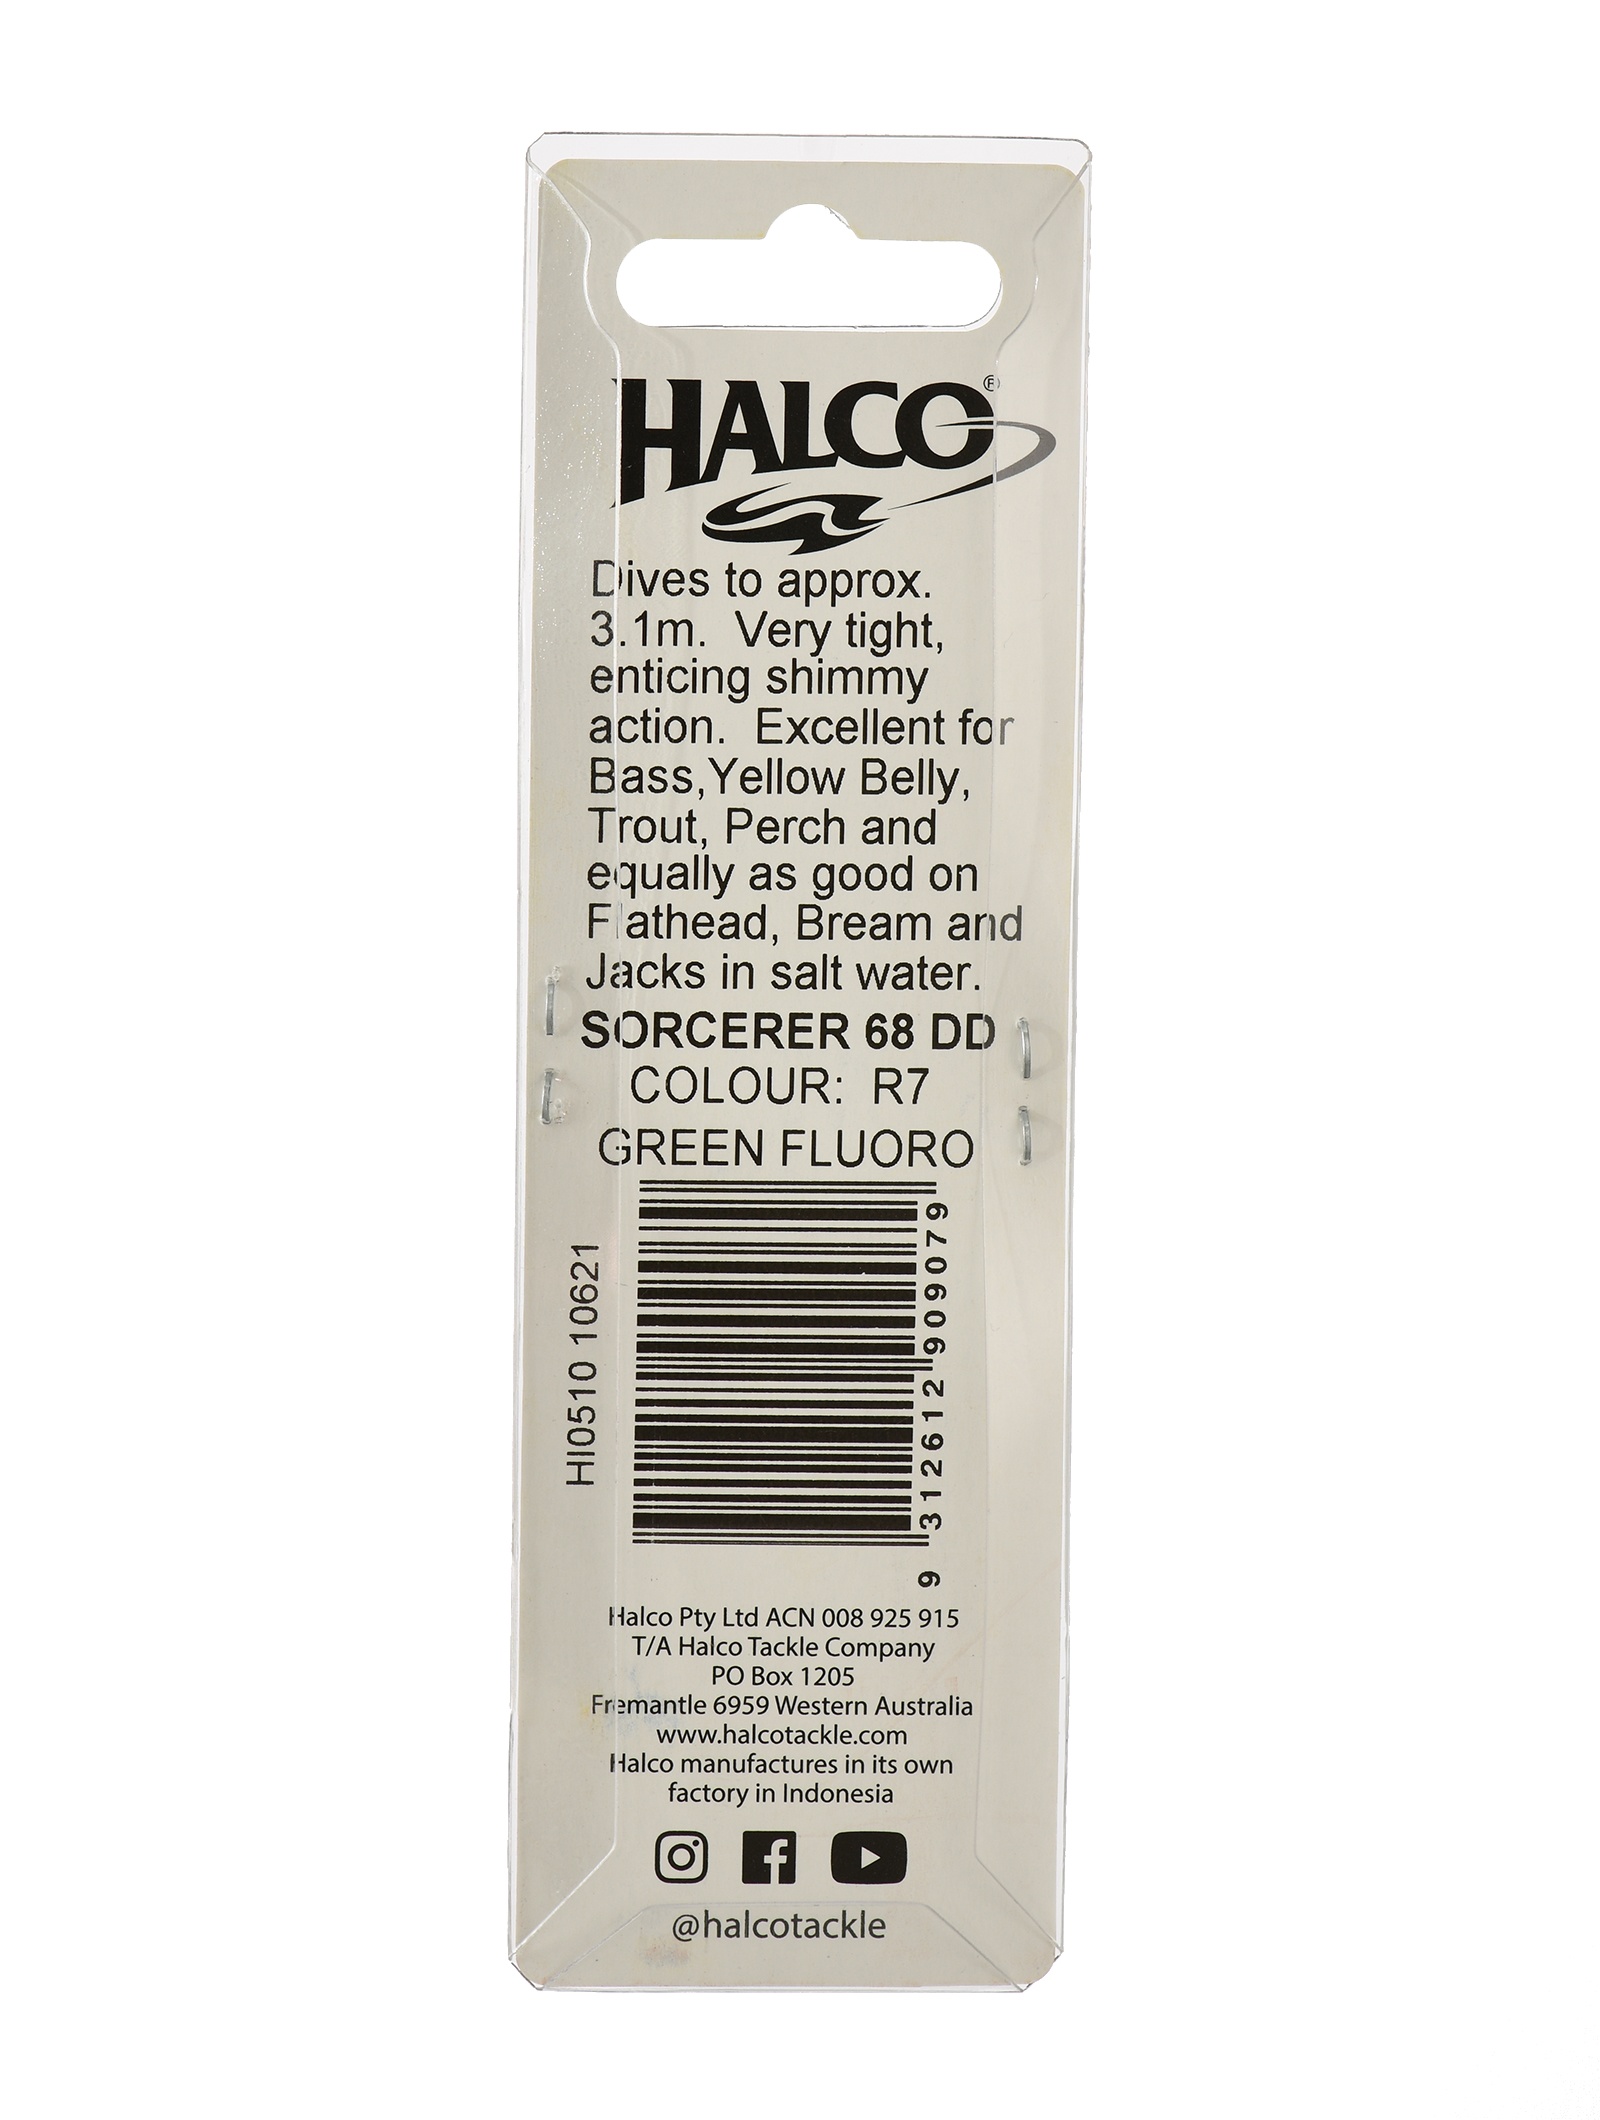 HALCO®
Dives to approx.
3.1m. Very tight,
enticing shimmy
action. Excellent for
Bass,Yellow Belly,
Trout, Perch and
equally as good on
Flathead, Bream and
Jacks in salt water.
SORCERER 68 DD
COLOUR: R7
GREEN FLUORO
HI0510 10621
9 312612 909079
Halco Pty Ltd ACN 008 925 915
T/A Halco Tackle Company
PO Box 1205
Fremantle 6959 Western Australia
www.halcotackle.com
Halco manufactures in its own
factory in Indonesia
@halcotackle